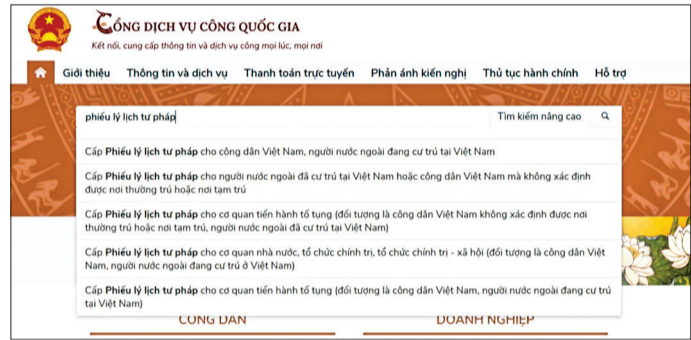 CỔNG DỊCH VỤ CÔNG QUỐC GIA
Kết nối, cung cấp thông tin và dịch vụ công mọi lúc, mọi nơi
Giới thiệu Thông tin và dịch vụ Thanh toán trực tuyến Phản ánh kiến nghị Thủ tục hành chính Hỗ trợ
phiếu lý lịch tư pháp Tìm kiếm nâng cao
Cấp Phiếu lý lịch tư pháp cho công dân Việt Nam, người nước ngoài đang cư trú tại Việt Nam
Cấp Phiếu lý lịch tư pháp cho người nước ngoài đã cư trú tại Việt Nam hoặc công dân Việt Nam mà không xác định
được nơi thường trú hoặc nơi tạm trú
Cấp Phiếu lý lịch tư pháp cho cơ quan tiến hành tố tụng (đối tượng là công dân Việt Nam không xác định được nơi
thường trú hoặc nơi tạm trú, người nước ngoài đã cư trú tại Việt Nam)
Cấp Phiếu lý lịch tư pháp cho cơ quan nhà nước, tổ chức chính trị, tổ chức chính trị - xã hội (đối tượng là công dân Việt
Nam, người nước ngoài đang cư trú ở Việt Nam)
Cấp Phiếu lý lịch tư pháp cho cơ quan tiến hành tố tụng (đối tượng là công dân Việt Nam, người nước ngoài đang cư trú
tại Việt Nam)
CÔNG DÂN DOANH NGHIỆP